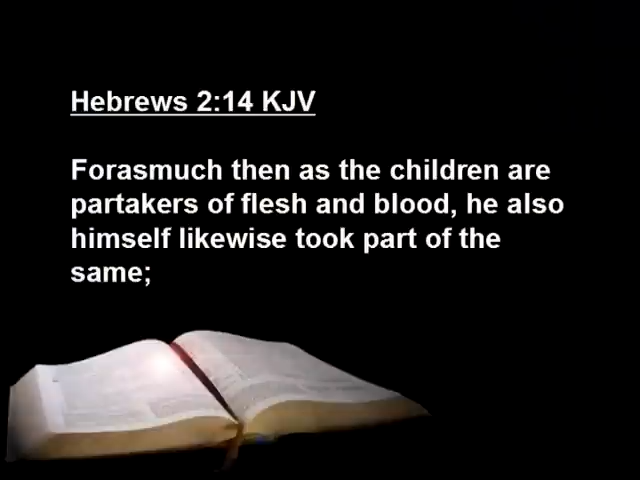 Hebrews 2:14 KJV
Forasmuch then as the children are
partakers of flesh and blood, he also
himself likewise took part of the
same;